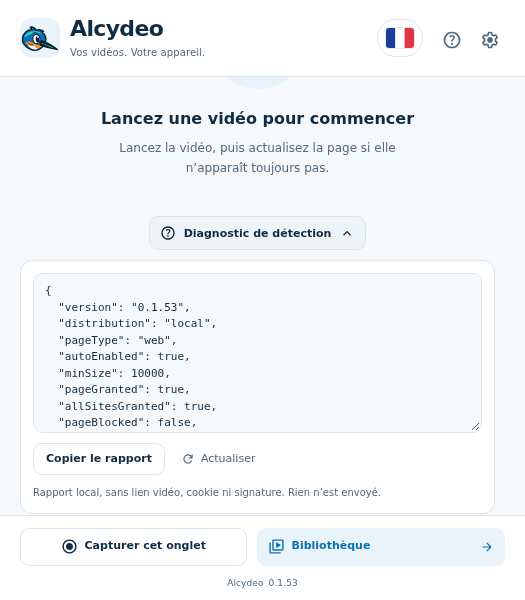 Alcydeo
Vos vidéos. Votre appareil.
Lancez une vidéo pour commencer
Lancez la vidéo, puis actualisez la page si elle
n’apparaît toujours pas.
Diagnostic de détection
{
  "version": "0.1.53",
  "distribution": "local",
  "pageType": "web",
  "autoEnabled": true,
  "minSize": 10000,
  "pageGranted": true,
  "allSitesGranted": true,
  "pageBlocked": false,
Copier le rapport
Actualiser
Rapport local, sans lien vidéo, cookie ni signature. Rien n’est envoyé.
Capturer cet onglet
Bibliothèque
Alcydeo 0.1.53